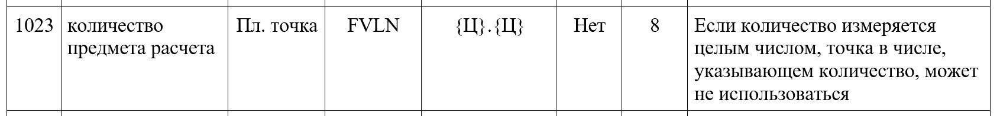 1023 количество Пл. точка FVLN {Ц}.{Ц} Нет 8 Если количество измеряется
предмета расчета целым числом, точка в числе,
указывающем количество, может
не использоваться